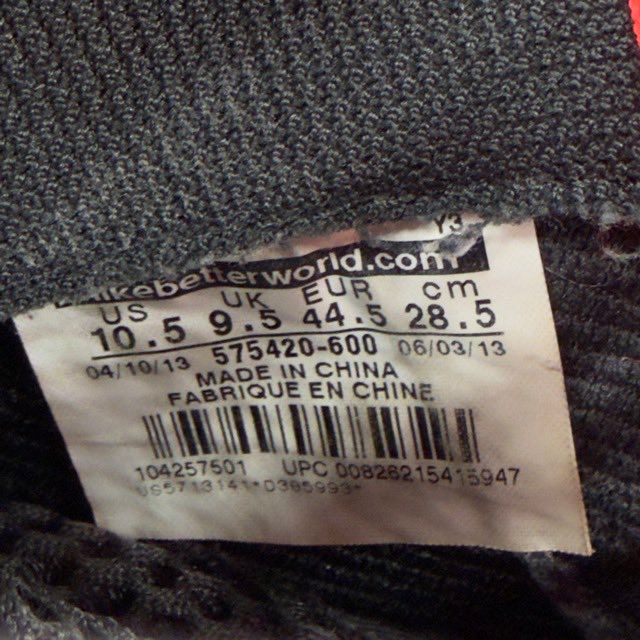 Y3
nikebetterworld.com
US UK EUR cm
10.5 9.5 44.5 28.5
04/10/13 575420-600 06/03/13
MADE IN CHINA
FABRIQUE EN CHINE
104257501 UPC 00826215415947